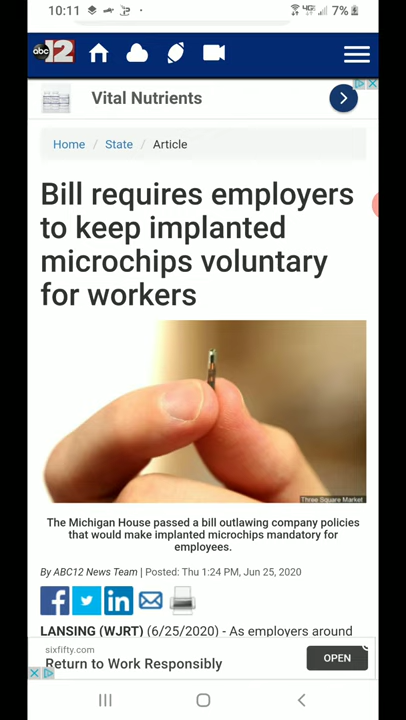 10:11
4G 7%
abc 12
Vital Nutrients
Home / State / Article
Bill requires employers
to keep implanted
microchips voluntary
for workers
Three Square Market
The Michigan House passed a bill outlawing company policies
that would make implanted microchips mandatory for
employees.
By ABC12 News Team | Posted: Thu 1:24 PM, Jun 25, 2020
LANSING (WJRT) (6/25/2020) - As employers around
sixfifty.com
Return to Work Responsibly
OPEN